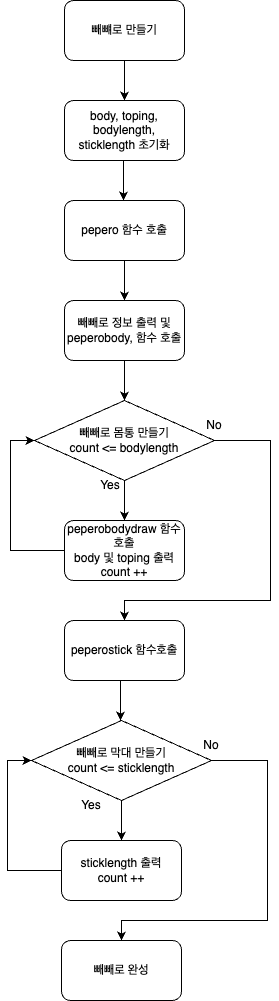 빼빼로 만들기
body, toping,
bodylength,
sticklength 초기화
pepero 함수 호출
빼빼로 정보 출력 및
peperobody, 함수 호출
빼빼로 몸통 만들기
count <= bodylength
No
Yes
peperobodydraw 함수
호출
body 및 toping 출력
count ++
peperostick 함수호출
빼빼로 막대 만들기
count <= sticklength
No
Yes
sticklength 출력
count ++
빼빼로 완성